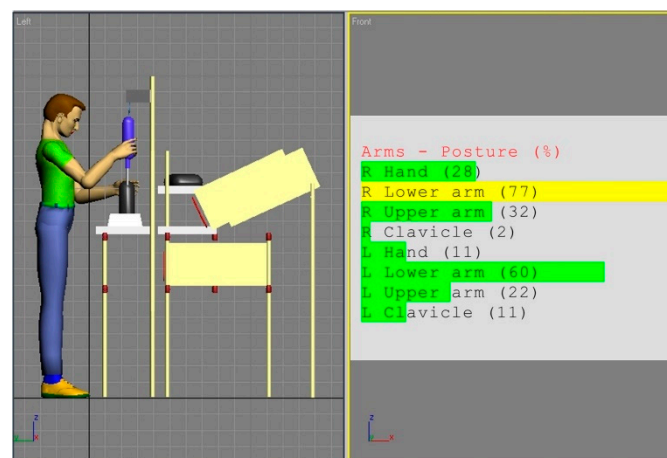 Left
Front
Arms - Posture (%)
R Hand (28)
R Lower arm (77)
R Upper arm (32)
R Clavicle (2)
L Hand (11)
L Lower arm (60)
L Upper arm (22)
L Clavicle (11)
z
y x
z
y x